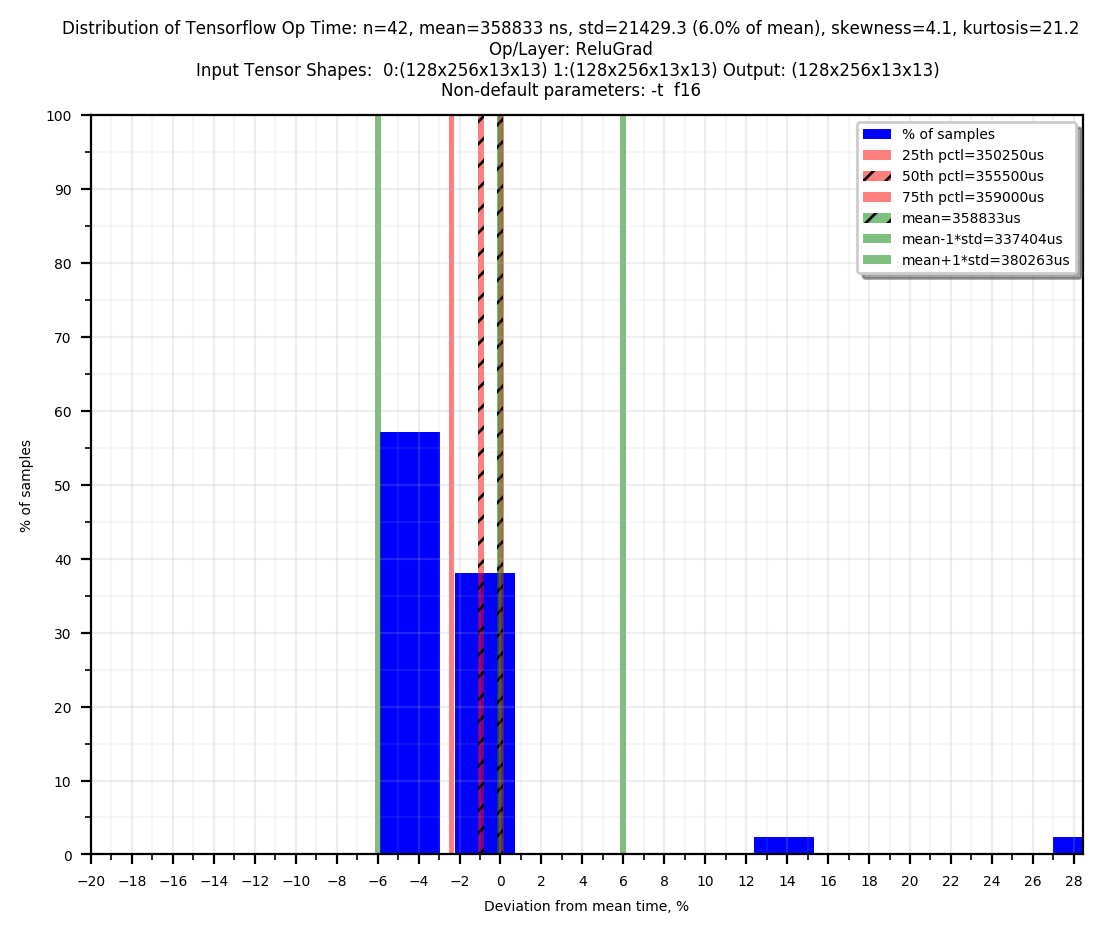 Distribution of Tensorflow Op Time: n=42, mean=358833 ns, std=21429.3 (6.0% of mean), skewness=4.1, kurtosis=21.2
Op/Layer: ReluGrad
Input Tensor Shapes:  0:(128x256x13x13) 1:(128x256x13x13) Output: (128x256x13x13)
Non-default parameters: -t  f16
% of samples
25th pctl=350250us
50th pctl=355500us
75th pctl=359000us
mean=358833us
mean-1*std=337404us
mean+1*std=380263us
100
90
80
70
60
50
40
30
20
10
0
% of samples
−20 −18 −16 −14 −12 −10 −8 −6 −4 −2 0 2 4 6 8 10 12 14 16 18 20 22 24 26 28
Deviation from mean time, %